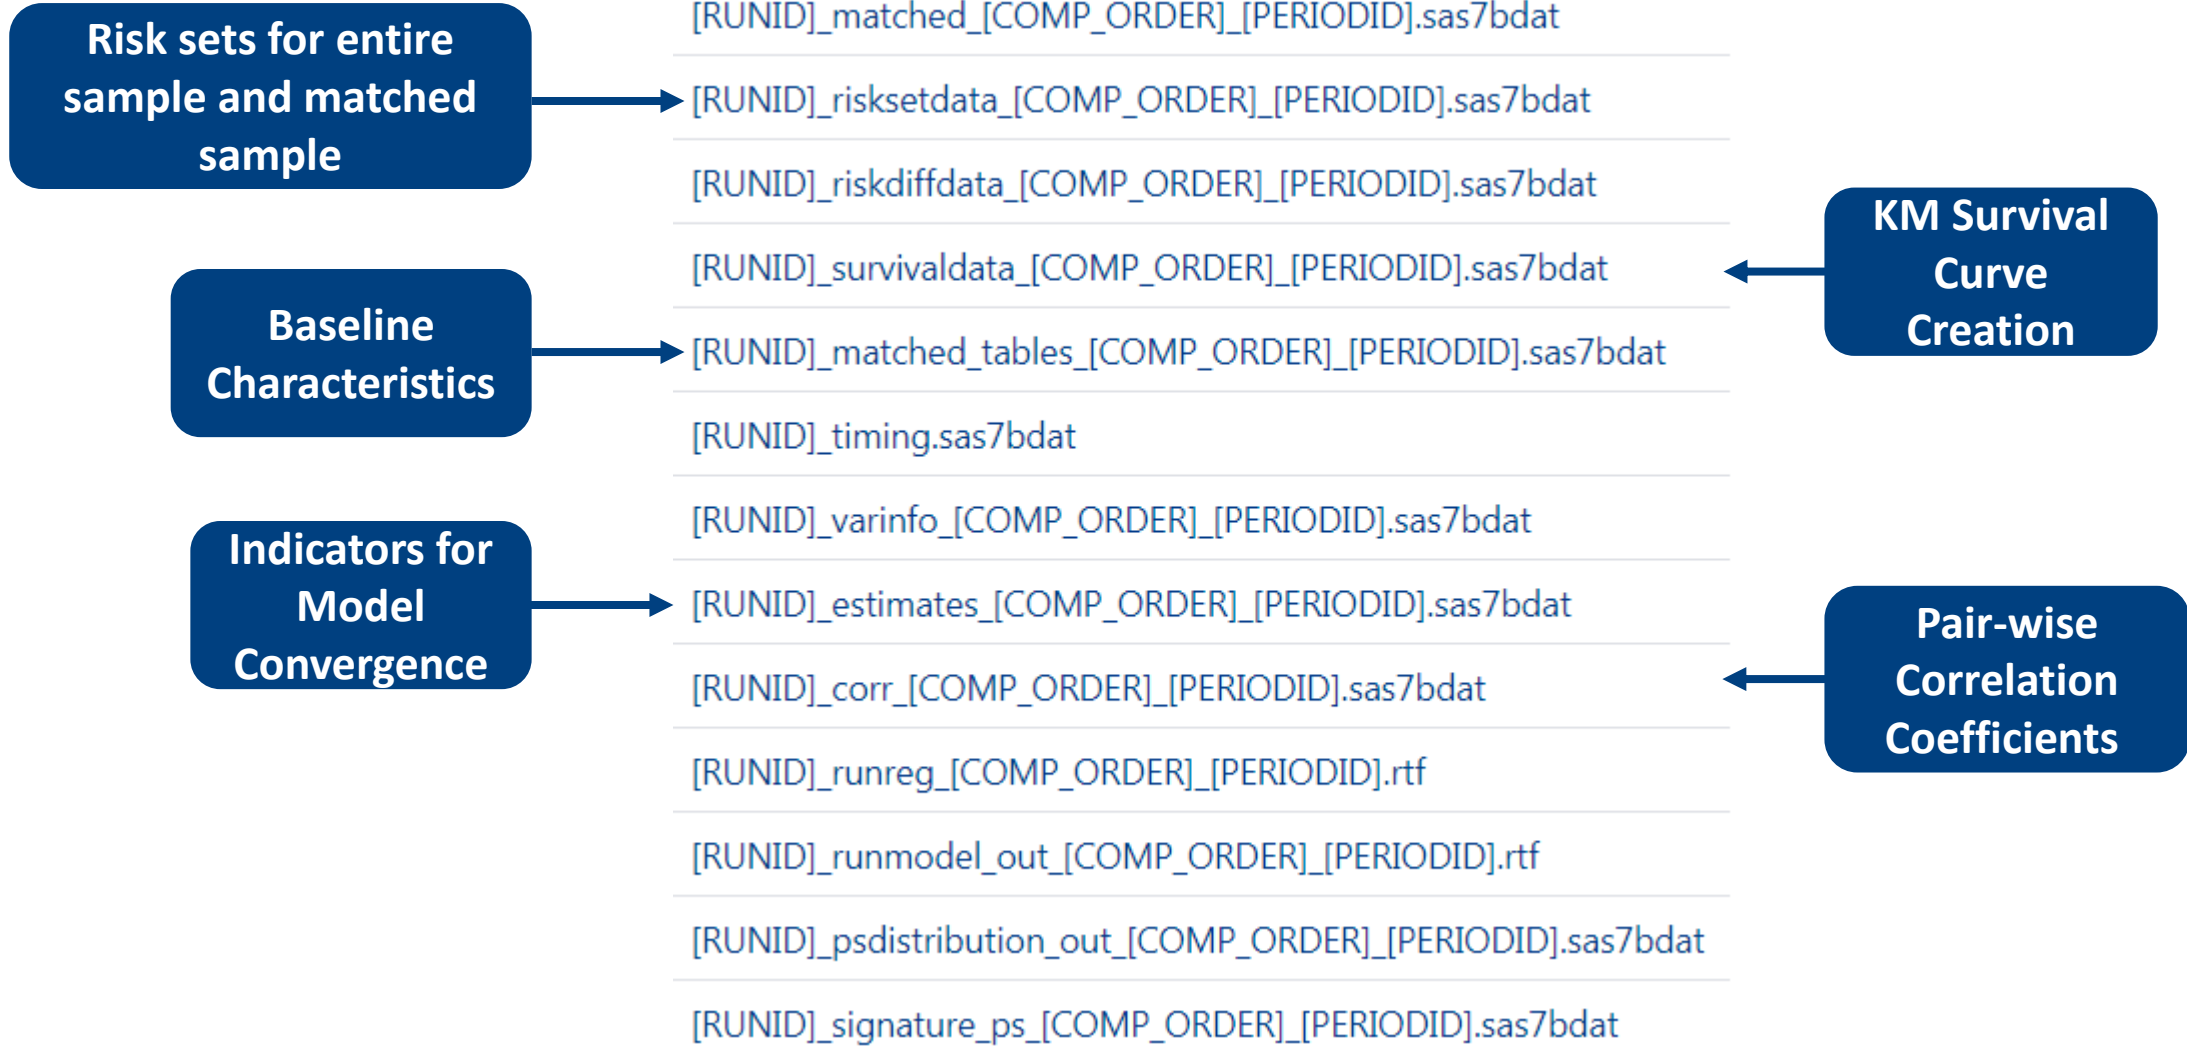 [RUNID]_matched_[COMP_ORDER]_[PERIODID].sas7bdat
Risk sets for entire
sample and matched
sample
[RUNID]_risksetdata_[COMP_ORDER]_[PERIODID].sas7bdat
[RUNID]_riskdiffdata_[COMP_ORDER]_[PERIODID].sas7bdat
KM Survival
Curve
Creation
[RUNID]_survivaldata_[COMP_ORDER]_[PERIODID].sas7bdat
Baseline
Characteristics
[RUNID]_matched_tables_[COMP_ORDER]_[PERIODID].sas7bdat
[RUNID]_timing.sas7bdat
[RUNID]_varinfo_[COMP_ORDER]_[PERIODID].sas7bdat
Indicators for
Model
Convergence
[RUNID]_estimates_[COMP_ORDER]_[PERIODID].sas7bdat
Pair-wise
Correlation
Coefficients
[RUNID]_corr_[COMP_ORDER]_[PERIODID].sas7bdat
[RUNID]_runreg_[COMP_ORDER]_[PERIODID].rtf
[RUNID]_runmodel_out_[COMP_ORDER]_[PERIODID].rtf
[RUNID]_psdistribution_out_[COMP_ORDER]_[PERIODID].sas7bdat
[RUNID]_signature_ps_[COMP_ORDER]_[PERIODID].sas7bdat